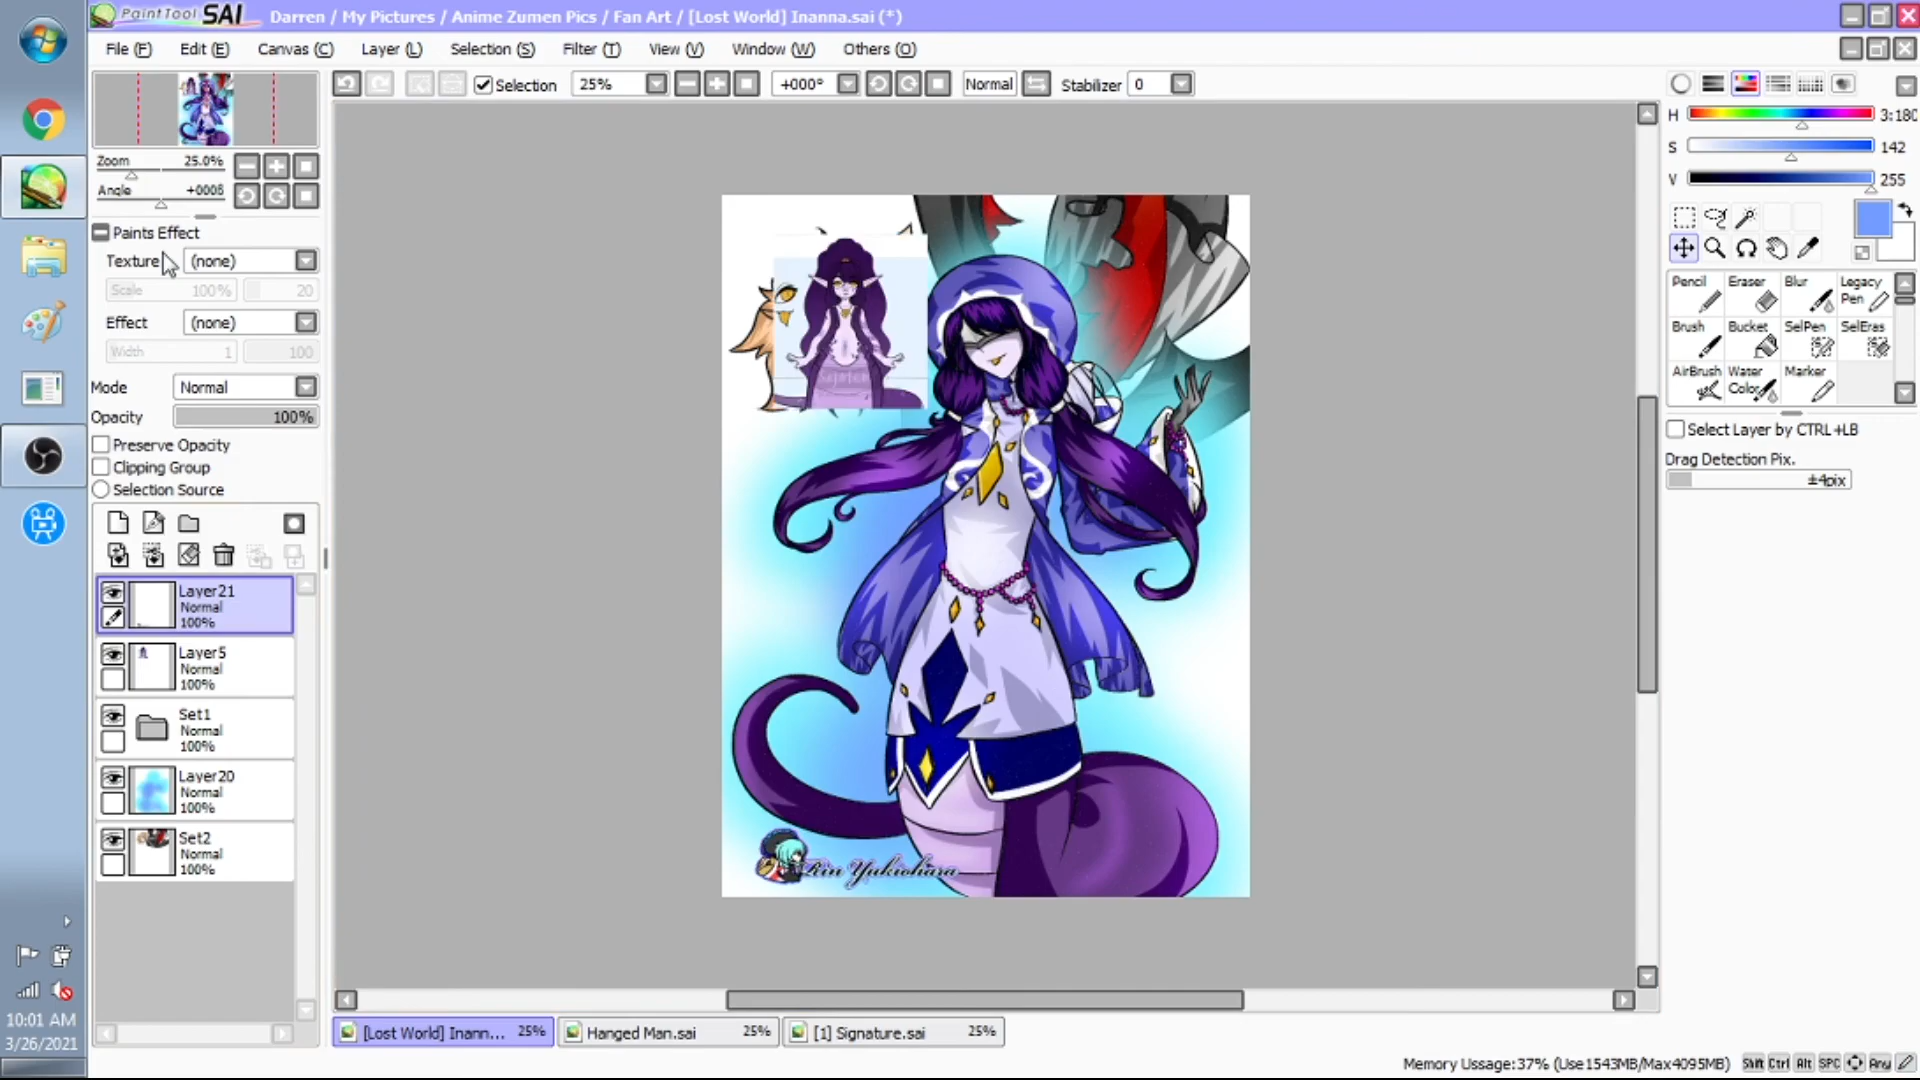 PaintTool SAI Darren / My Pictures / Anime Zumen Pics / Fan Art / [Lost World] Inanna.sai (*)
File (F) Edit (E) Canvas (C) Layer (L) Selection (S) Filter (T) View (V) Window (W) Others (O)
Selection 25% +000° Normal Stabilizer 0
H 3:180
S 142
V 255
Zoom 25.0%
Angle
Paints Effect
Texture (none)
Scale 100% 20
Effect (none)
Width 1 100
Mode Normal
Opacity 100%
Preserve Opacity
Clipping Group
Selection Source
Layer21
Normal
100%
Layer5
Normal
100%
Set1
Normal
100%
Layer20
Normal
100%
Set2
Normal
100%
Pencil Eraser Blur Legacy Pen
Brush Bucket SelPen SelEras
AirBrush Water Color Marker
Select Layer by CTRL+LB
Drag Detection Pix.
±4pix
Rin Yukiohara
10:01 AM
3/26/2021
[Lost World] Inann... 25% Hanged Man.sai 25% [1] Signature.sai 25%
Memory Ussage:37% (Use1543MB/Max4095MB) Shift Ctrl Alt SPC Any